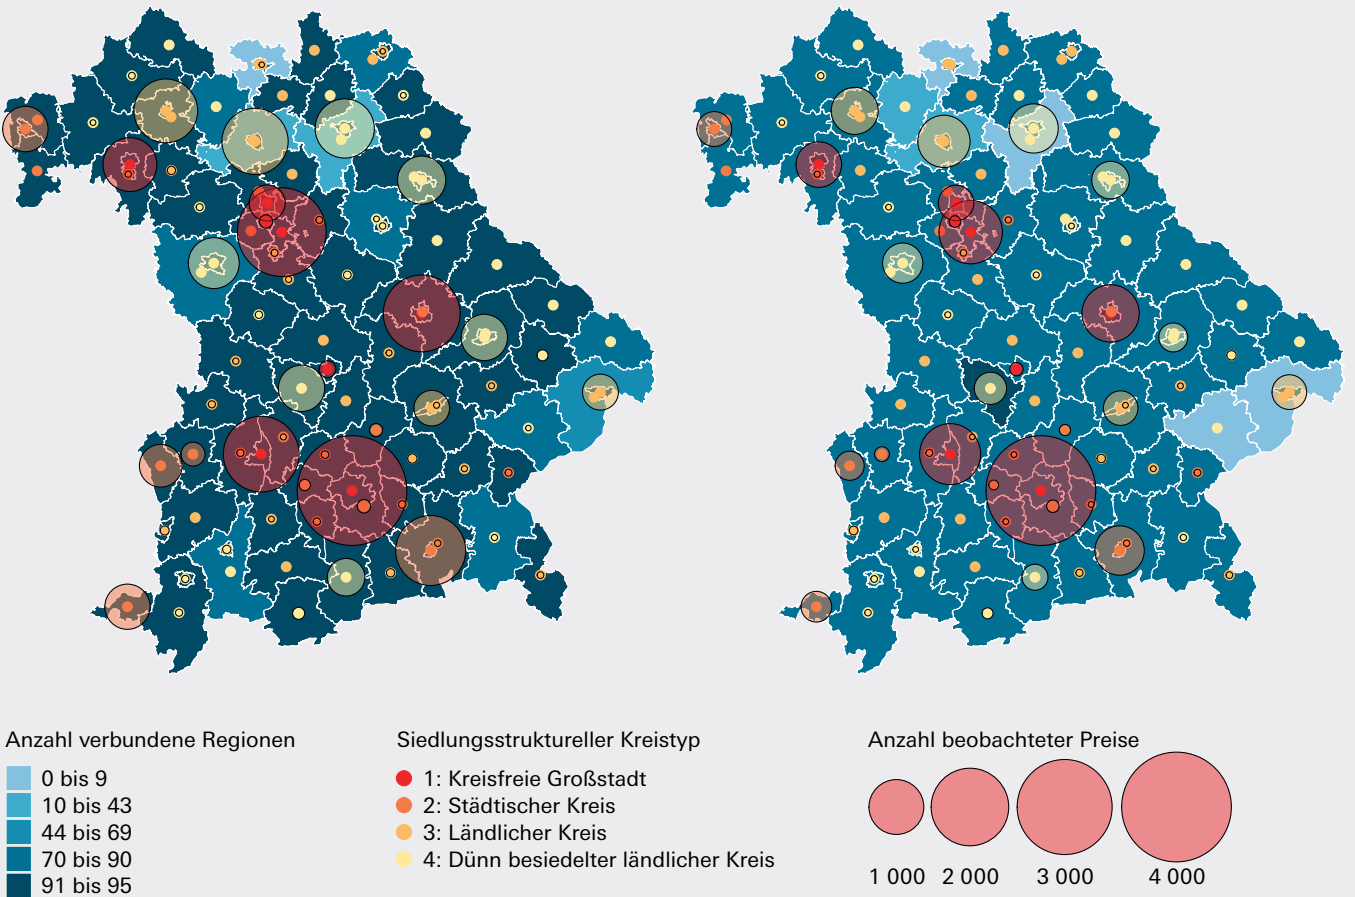 Anzahl verbundene Regionen
0 bis 9
10 bis 43
44 bis 69
70 bis 90
91 bis 95
Siedlungsstruktureller Kreistyp
1: Kreisfreie Großstadt
2: Städtischer Kreis
3: Ländlicher Kreis
4: Dünn besiedelter ländlicher Kreis
Anzahl beobachteter Preise
1 000 2 000 3 000 4 000